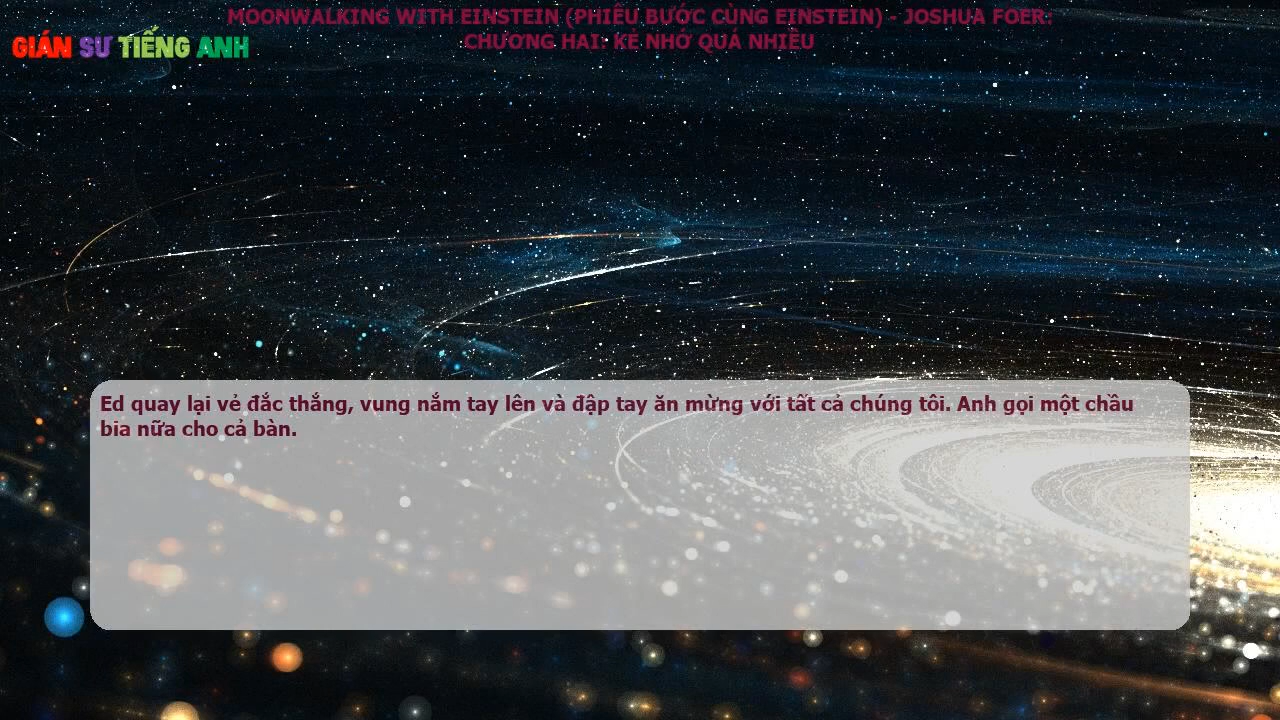 MOONWALKING WITH EINSTEIN (PHIÊU BƯỚC CÙNG EINSTEIN) - JOSHUA FOER:
CHƯƠNG HAI: KẺ NHỚ QUÁ NHIỀU
GIÁN SƯ TIẾNG ANH
Ed quay lại vẻ đắc thắng, vung nắm tay lên và đập tay ăn mừng với tất cả chúng tôi. Anh gọi một chầu
bia nữa cho cả bàn.